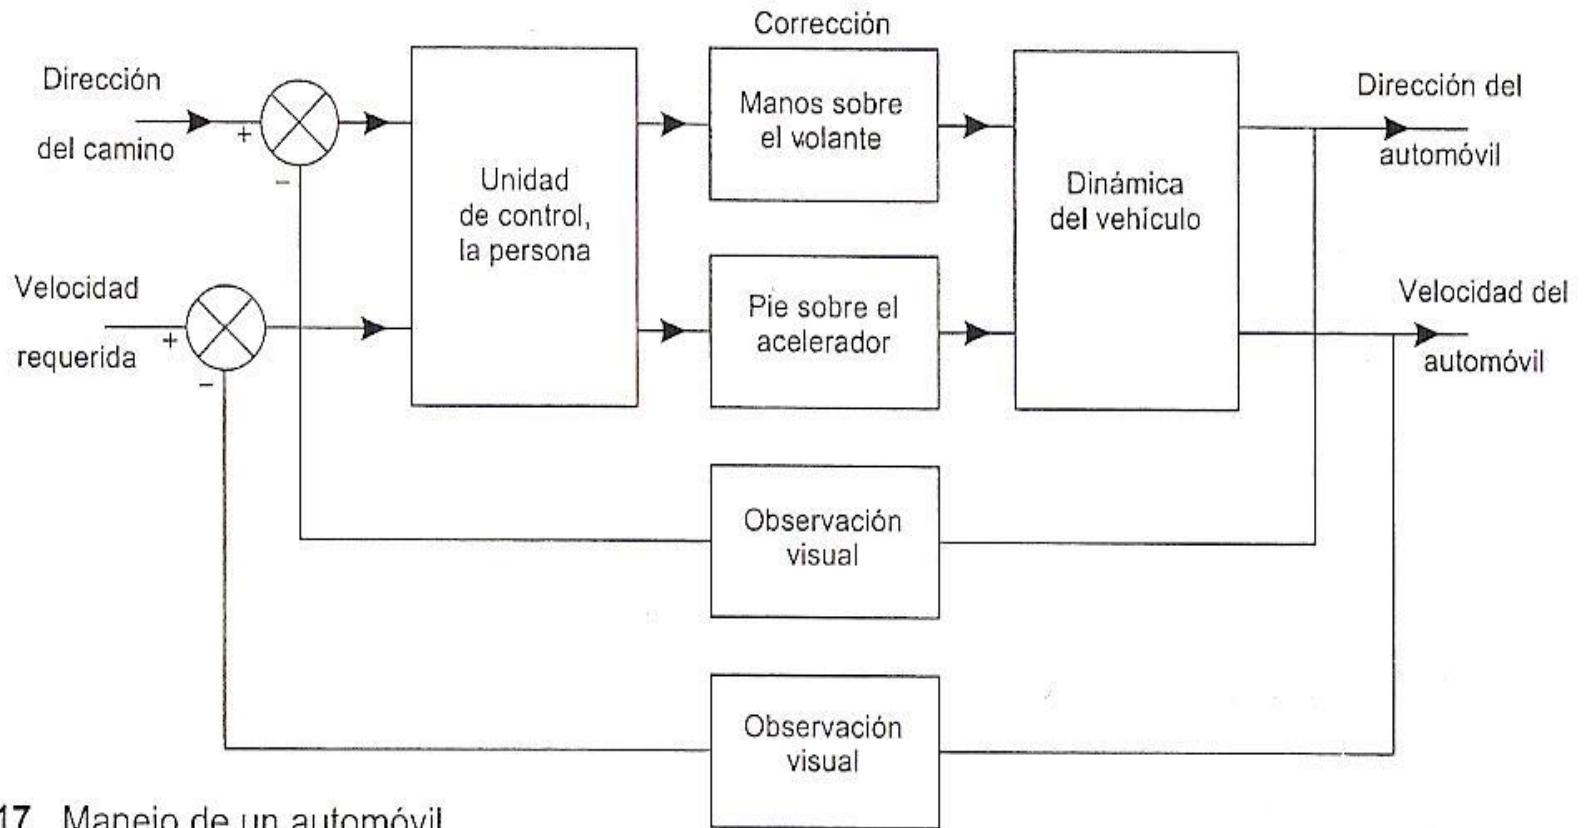 Corrección
Dirección
del camino
+
−
Unidad
de control,
la persona
Manos sobre
el volante
Dinámica
del vehículo
Dirección del
automóvil
Velocidad
requerida
+
−
Pie sobre el
acelerador
Velocidad del
automóvil
Observación
visual
Observación
visual
17 Manejo de un automóvil